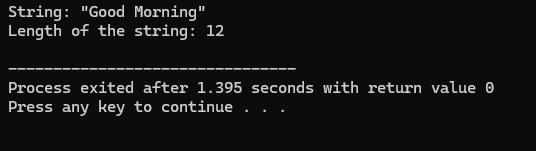 String: "Good Morning"
Length of the string: 12
--------------------------------
Process exited after 1.395 seconds with return value 0
Press any key to continue . . .